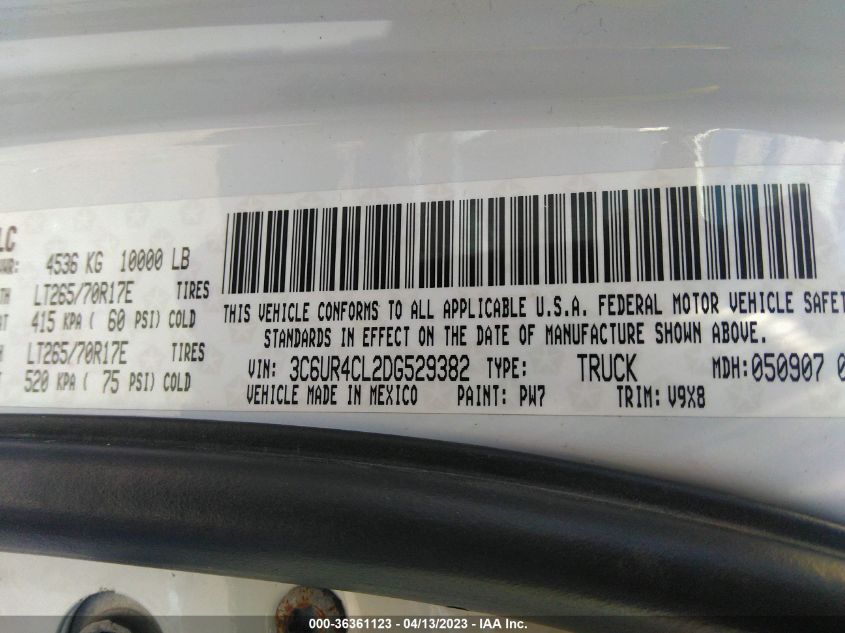 LC
4536 KG 10000 LB
LT265/70R17E TIRES
415 KPA ( 60 PSI) COLD
LT265/70R17E TIRES
520 KPA ( 75 PSI) COLD
THIS VEHICLE CONFORMS TO ALL APPLICABLE U.S.A. FEDERAL MOTOR VEHICLE SAFET
STANDARDS IN EFFECT ON THE DATE OF MANUFACTURE SHOWN ABOVE.
VIN: 3C6UR4CL2DG529382 TYPE: TRUCK MDH:050907 0
VEHICLE MADE IN MEXICO PAINT: PW7 TRIM: V9X8
000-36361123 - 04/13/2023 - IAA Inc.